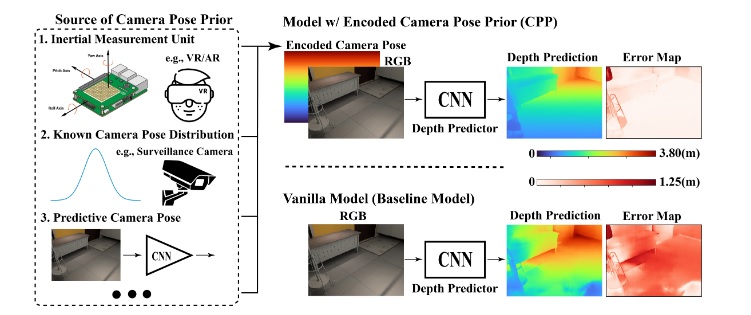 Source of Camera Pose Prior
1. Inertial Measurement Unit
Yaw Axis
Pitch Axis
Roll Axis
e.g., VR/AR
VR
2. Known Camera Pose Distribution
e.g., Surveillance Camera
3. Predictive Camera Pose
CNN
Model w/ Encoded Camera Pose Prior (CPP)
Encoded Camera Pose
RGB
CNN
Depth Predictor
Depth Prediction
Error Map
0 3.80(m)
0 1.25(m)
Vanilla Model (Baseline Model)
RGB
CNN
Depth Predictor
Depth Prediction
Error Map